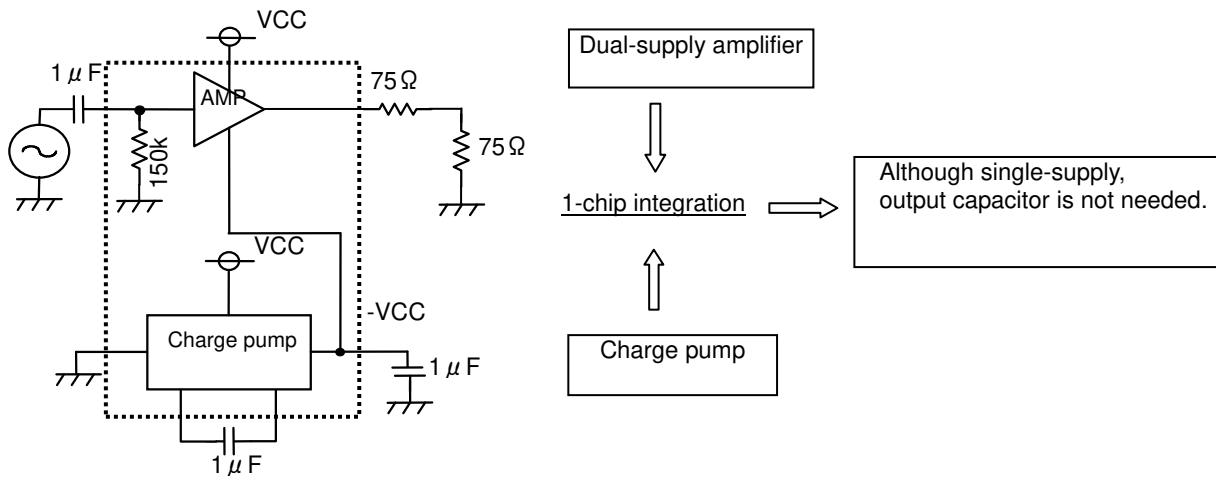 VCC
1μF
AMP
75Ω
150k
75Ω
VCC
-VCC
Charge pump
1μF
1μF
Dual-supply amplifier
1-chip integration
Although single-supply,
output capacitor is not needed.
Charge pump